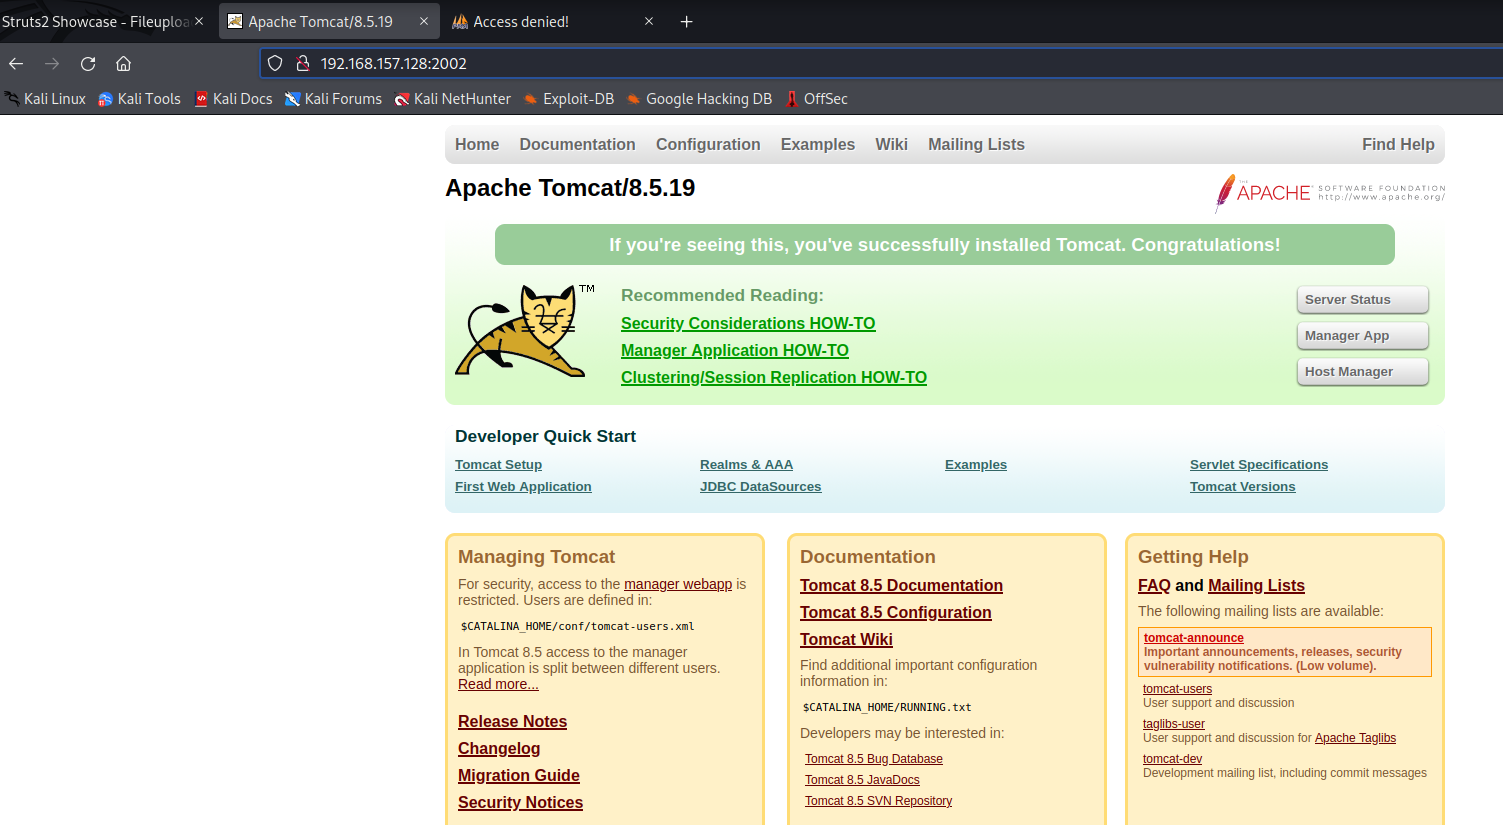 Struts2 Showcase - Fileuploa
Apache Tomcat/8.5.19
Access denied!
192.168.157.128:2002
Kali Linux
Kali Tools
Kali Docs
Kali Forums
Kali NetHunter
Exploit-DB
Google Hacking DB
OffSec
Home
Documentation
Configuration
Examples
Wiki
Mailing Lists
Find Help
Apache Tomcat/8.5.19
APACHE
SOFTWARE FOUNDATION
http://www.apache.org/
If you're seeing this, you've successfully installed Tomcat. Congratulations!
TM
Recommended Reading:
Security Considerations HOW-TO
Manager Application HOW-TO
Clustering/Session Replication HOW-TO
Server Status
Manager App
Host Manager
Developer Quick Start
Tomcat Setup
First Web Application
Realms & AAA
JDBC DataSources
Examples
Servlet Specifications
Tomcat Versions
Managing Tomcat
For security, access to the manager webapp is
restricted. Users are defined in:
$CATALINA_HOME/conf/tomcat-users.xml
In Tomcat 8.5 access to the manager
application is split between different users.
Read more...
Release Notes
Changelog
Migration Guide
Security Notices
Documentation
Tomcat 8.5 Documentation
Tomcat 8.5 Configuration
Tomcat Wiki
Find additional important configuration
information in:
$CATALINA_HOME/RUNNING.txt
Developers may be interested in:
Tomcat 8.5 Bug Database
Tomcat 8.5 JavaDocs
Tomcat 8.5 SVN Repository
Getting Help
FAQ and Mailing Lists
The following mailing lists are available:
tomcat-announce
Important announcements, releases, security
vulnerability notifications. (Low volume).
tomcat-users
User support and discussion
taglibs-user
User support and discussion for Apache Taglibs
tomcat-dev
Development mailing list, including commit messages